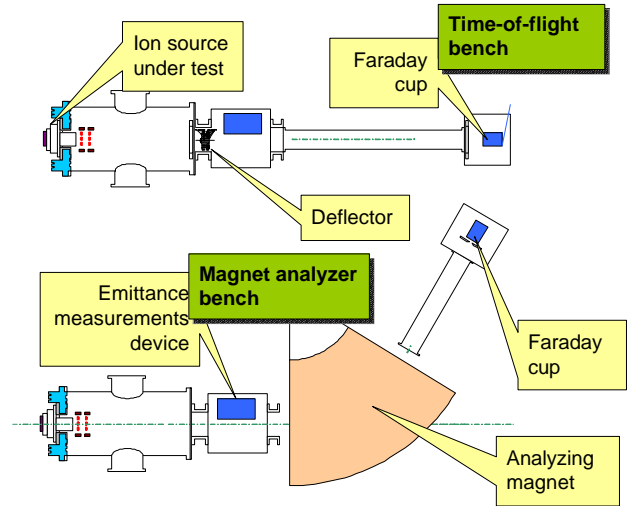 Ion source
under test
Time-of-flight
bench
Faraday
cup
Deflector
Magnet analyzer
bench
Emittance
measurements
device
Faraday
cup
Analyzing
magnet